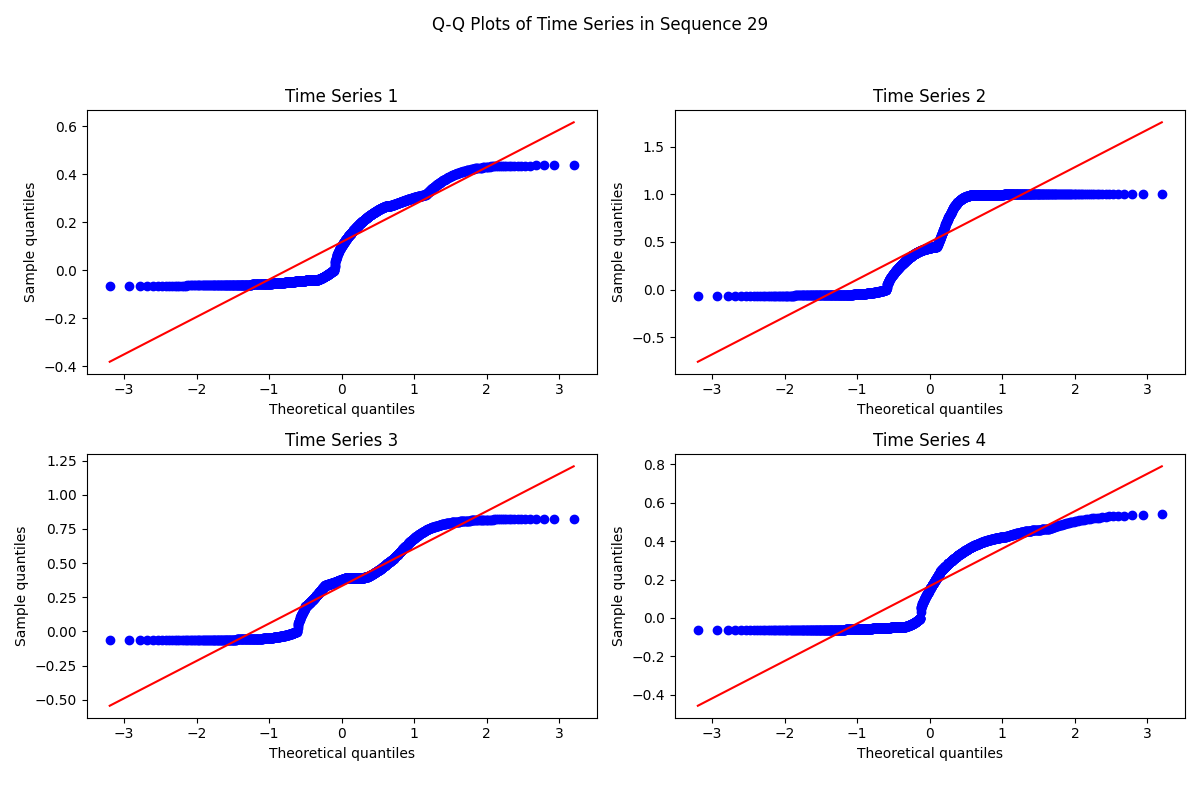 Q-Q Plots of Time Series in Sequence 29
Time Series 1
Sample quantiles
0.6
0.4
0.2
0.0
−0.2
−0.4
−3 −2 −1 0 1 2 3
Theoretical quantiles
Time Series 2
Sample quantiles
1.5
1.0
0.5
0.0
−0.5
−3 −2 −1 0 1 2 3
Theoretical quantiles
Time Series 3
Sample quantiles
1.25
1.00
0.75
0.50
0.25
0.00
−0.25
−0.50
−3 −2 −1 0 1 2 3
Theoretical quantiles
Time Series 4
Sample quantiles
0.8
0.6
0.4
0.2
0.0
−0.2
−0.4
−3 −2 −1 0 1 2 3
Theoretical quantiles